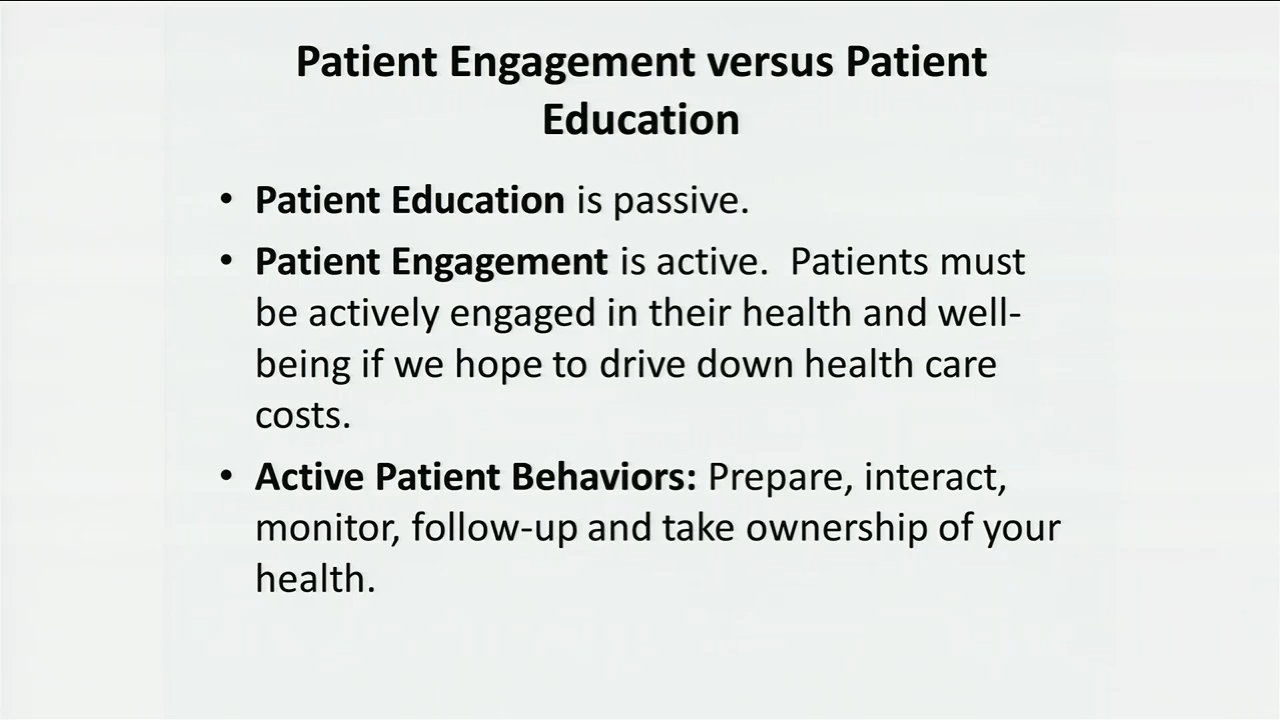 Patient Engagement versus Patient
Education
• Patient Education is passive.
• Patient Engagement is active.  Patients must
be actively engaged in their health and well-
being if we hope to drive down health care
costs.
• Active Patient Behaviors: Prepare, interact,
monitor, follow-up and take ownership of your
health.